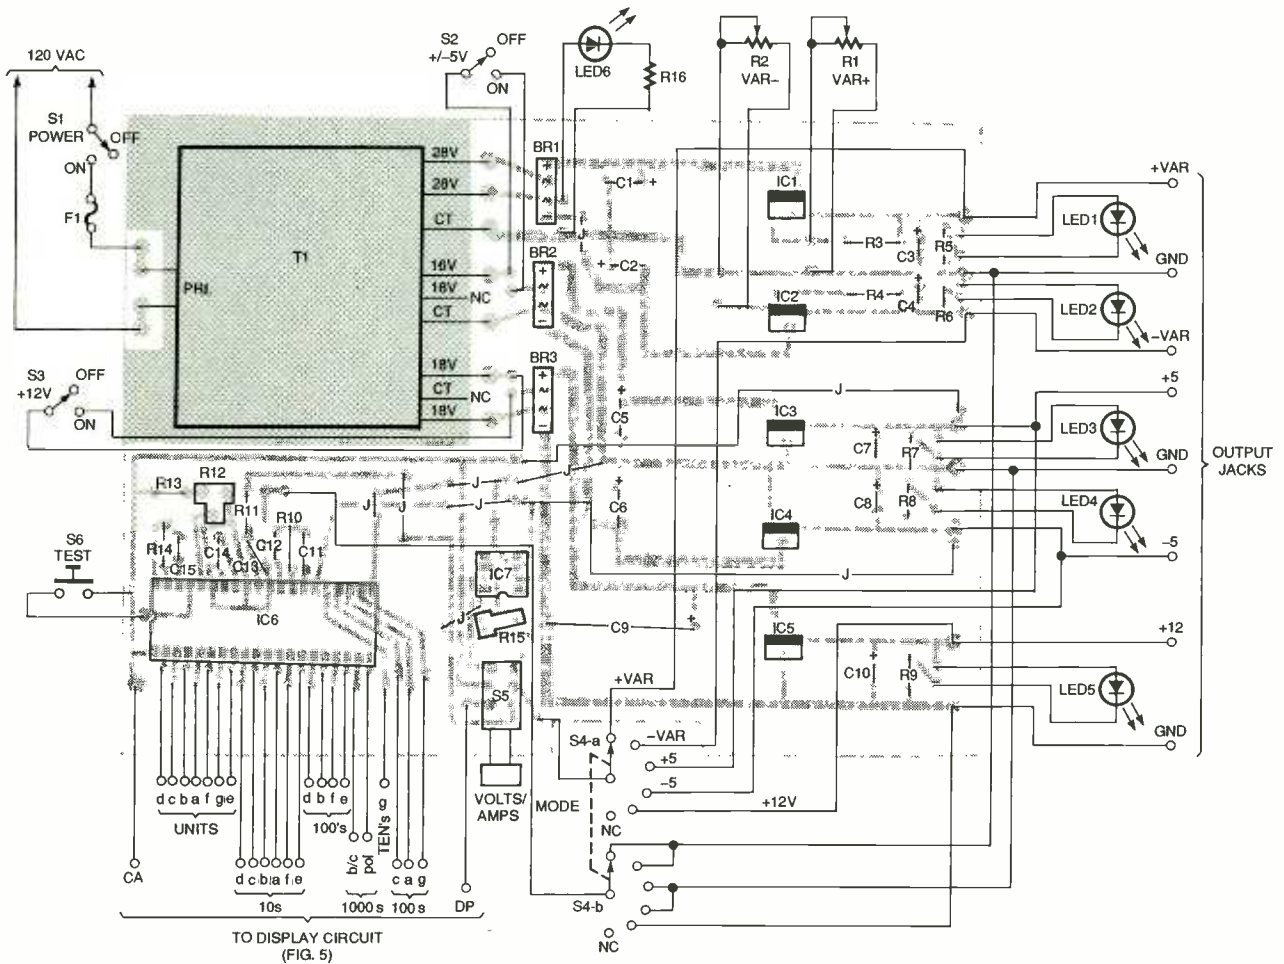 120 VAC
S1
POWER
OFF
ON
F1
S2
+/–5V
OFF
ON
LED6
R16
R2
VAR–
R1
VAR+
28V
28V
CT
16V
16V
NC
CT
18V
CT
NC
18V
T1
PRI
BR1
BR2
BR3
C1
+
+
C2
J
IC1
R3
C3
R5
IC2
R4
C4
R6
+VAR
LED1
GND
LED2
–VAR
+5
LED3
GND
LED4
–5
+12
LED5
GND
OUTPUT
JACKS
S3
+12V
OFF
ON
C5
IC3
C7
R7
J
C6
IC4
C8
R8
J
R13
R12
R11
R10
J
J
J
J
J
R14
C15
C14
C13
C12
C11
S6
TEST
IC6
IC7
J
R15
C9
IC5
C10
R9
S5
+VAR
S4-a
–VAR
+5
–5
+12V
NC
MODE
VOLTS/
AMPS
S4-b
NC
d c b a f g e
UNITS
d b f e
100's
TEN's g
CA
d c b a f e
10s
b/c
pol
1000s
c a g
100s
DP
TO DISPLAY CIRCUIT
(FIG. 5)